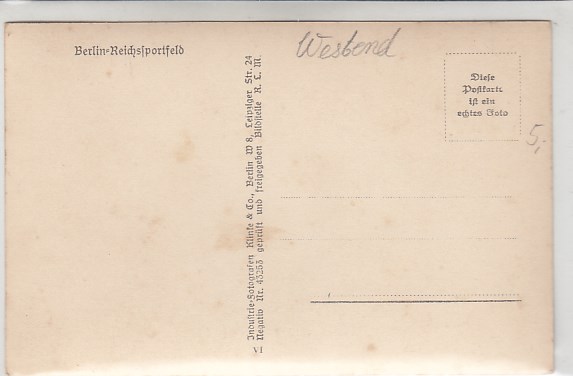 Berlin-Reichssportfeld
Westend
Diese
Postkarte
ist ein
echtes Foto
5,
Industrie-Fotografen Klinke & Co., Berlin W 8, Leipziger Str. 24
Negativ Nr. 43253 geprüft und freigegeben Bildstelle R. L. M.
VI